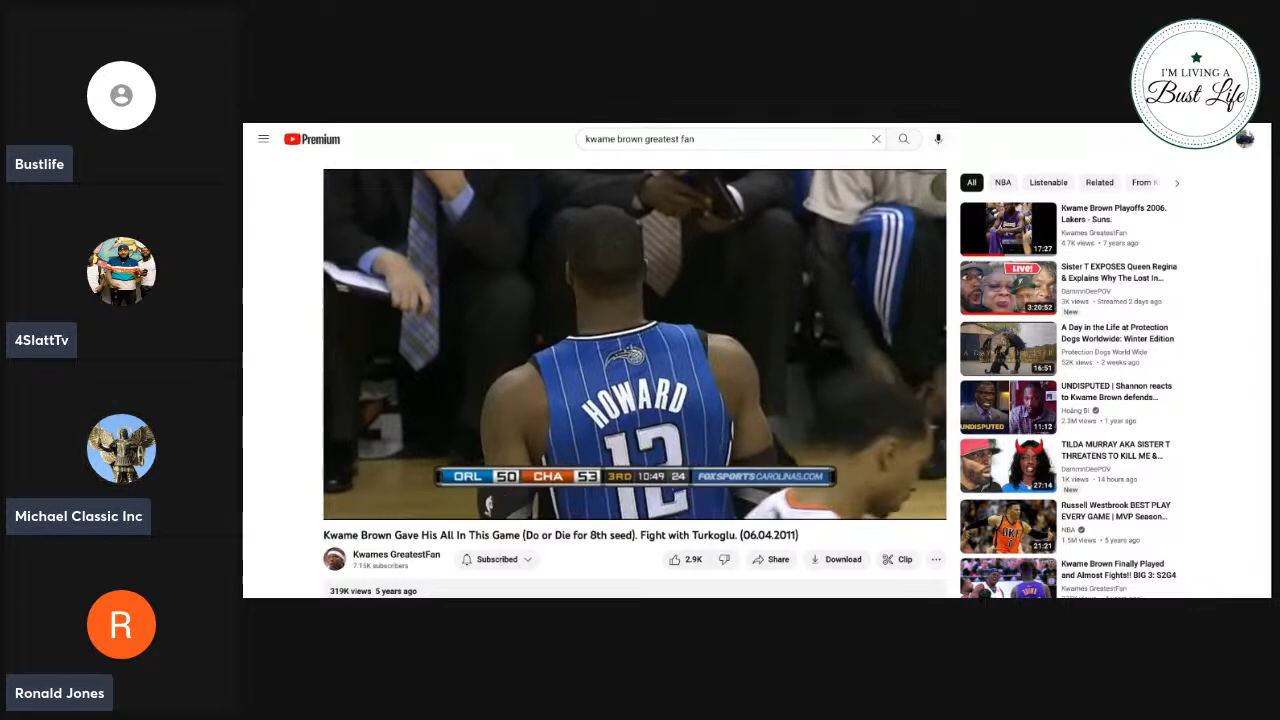 I'M LIVING A
Bust Life
Bustlife
4SlattTv
Michael Classic Inc
R
Ronald Jones
Premium
kwame brown greatest fan
HOWARD
12
ORL 50 CHA 53 3RD 10:49 24 FOXSPORTSCAROLINAS.COM
Kwame Brown Gave His All In This Game (Do or Die for 8th seed). Fight with Turkoglu. (06.04.2011)
Kwames GreatestFan
7.15K subscribers
Subscribed
2.9K
Share
Download
Clip
319K views 5 years ago
All
NBA
Listenable
Related
Kwame Brown Playoffs 2006.
Lakers - Suns.
Kwames GreatestFan
4.7K views • 7 years ago
17:27
LIVE!
Sister T EXPOSES Queen Regina
& Explains Why The Lost In...
DammnDeePOV
3K views • Streamed 2 days ago
New
3:20:52
A Day in the Life at Protection
Dogs Worldwide: Winter Edition
Protection Dogs World Wide
52K views • 2 weeks ago
16:51
UNDISPUTED | Shannon reacts
to Kwame Brown defends...
Hoàng Bi
2.3M views • 1 year ago
UNDISPUTED
11:12
TILDA MURRAY AKA SISTER T
THREATENS TO KILL ME &...
DammnDeePOV
1K views • 14 hours ago
New
27:14
Russell Westbrook BEST PLAY
EVERY GAME | MVP Season...
NBA
1.5M views • 5 years ago
21:21
Kwame Brown Finally Played
and Almost Fights!! BIG 3: S2G4
Kwames GreatestFan